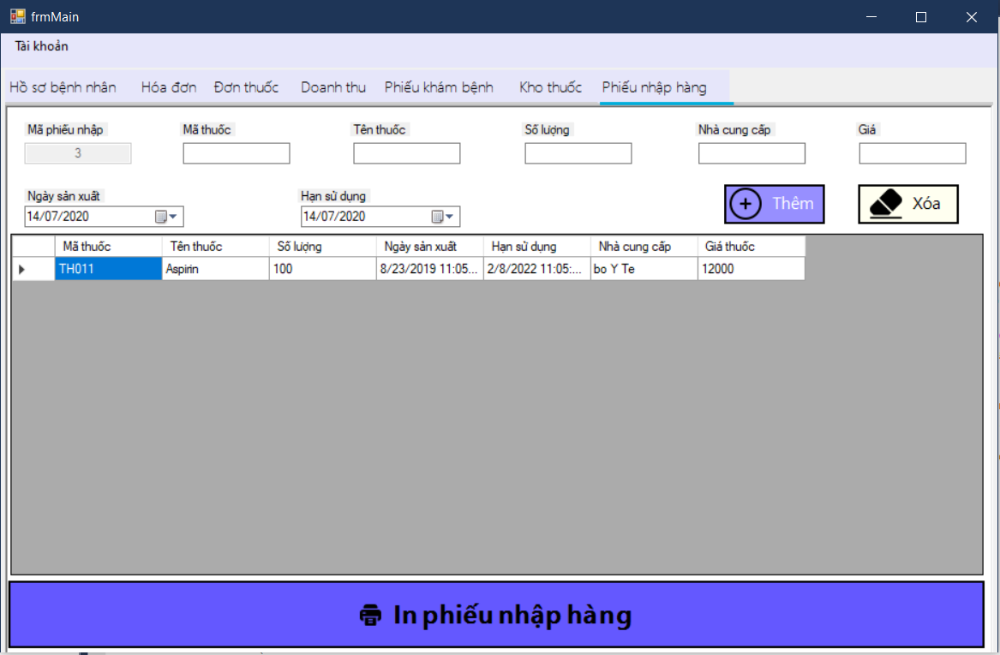 frmMain
Tài khoản
Hồ sơ bệnh nhân Hóa đơn Đơn thuốc Doanh thu Phiếu khám bệnh Kho thuốc Phiếu nhập hàng
Mã phiếu nhập Mã thuốc Tên thuốc Số lượng Nhà cung cấp Giá
3
Ngày sản xuất Hạn sử dụng
14/07/2020 14/07/2020 Thêm Xóa
Mã thuốc Tên thuốc Số lượng Ngày sản xuất Hạn sử dụng Nhà cung cấp Giá thuốc
TH011 Aspirin 100 8/23/2019 11:05... 2/8/2022 11:05:... bo Y Te 12000
In phiếu nhập hàng